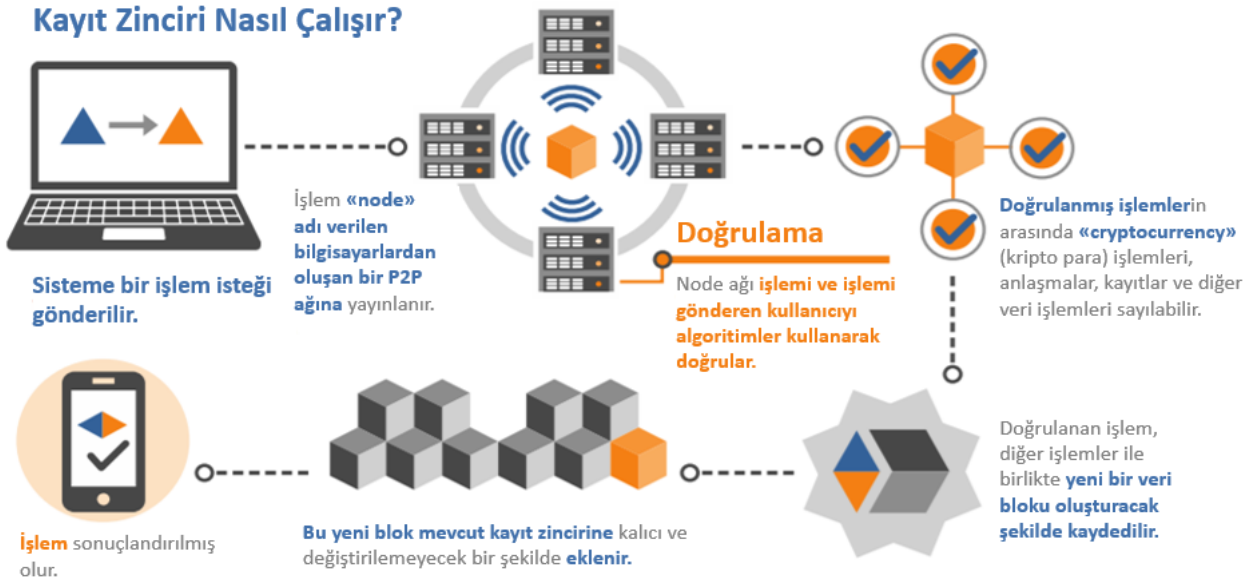 Kayıt Zinciri Nasıl Çalışır?
Sisteme bir işlem isteği
gönderilir.
İşlem «node»
adı verilen
bilgisayarlardan
oluşan bir P2P
ağına yayınlanır.
Doğrulama
Node ağı işlemi ve işlemi
gönderen kullanıcıyı
algoritimler kullanarak
doğrular.
Doğrulanmış işlemlerin
arasında «cryptocurrency»
(kripto para) işlemleri,
anlaşmalar, kayıtlar ve diğer
veri işlemleri sayılabilir.
Doğrulanan işlem,
diğer işlemler ile
birlikte yeni bir veri
bloku oluşturacak
şekilde kaydedilir.
Bu yeni blok mevcut kayıt zincirine kalıcı ve
değiştirilemeyecek bir şekilde eklenir.
İşlem sonuçlandırılmış
olur.